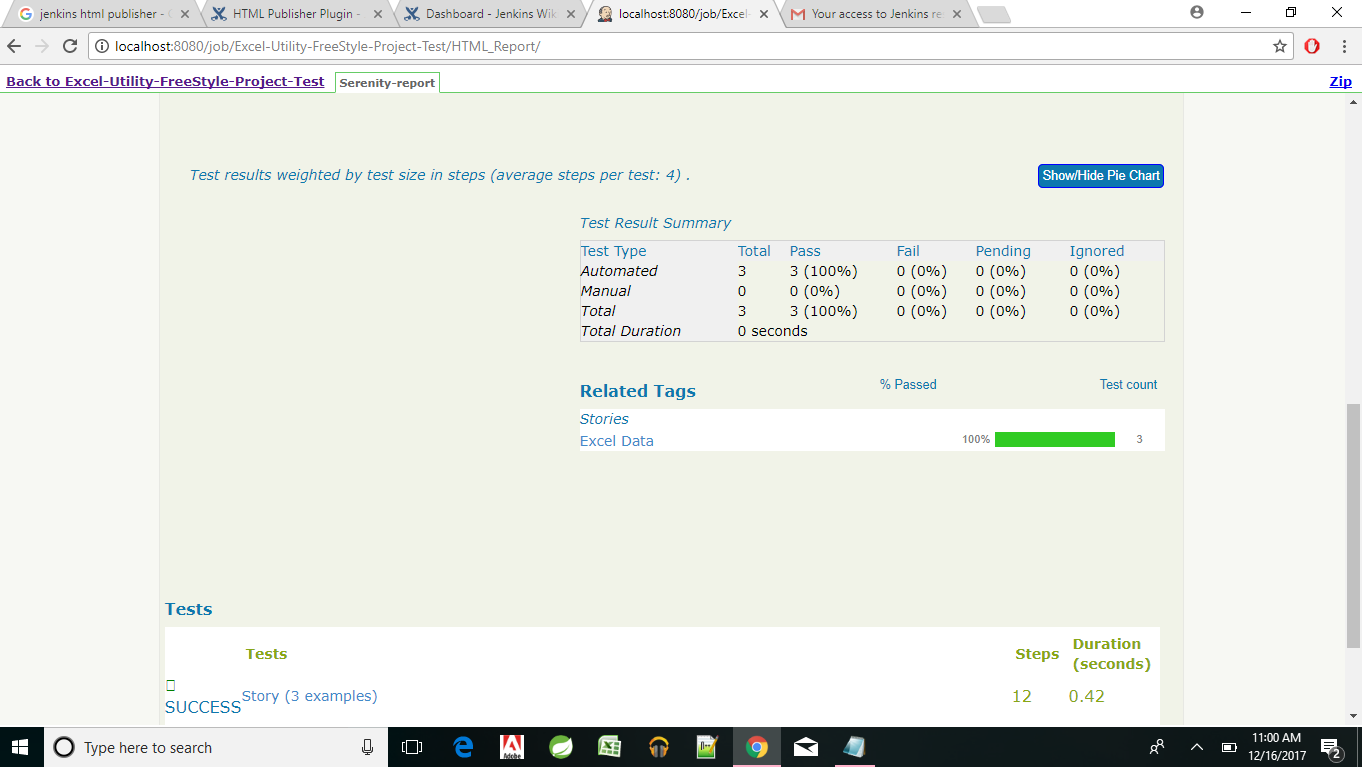 jenkins html publisher - G
HTML Publisher Plugin -
Dashboard - Jenkins Wik
localhost:8080/job/Excel-
Your access to Jenkins re
localhost:8080/job/Excel-Utility-FreeStyle-Project-Test/HTML_Report/
Back to Excel-Utility-FreeStyle-Project-Test Serenity-report Zip
Test results weighted by test size in steps (average steps per test: 4) .
Show/Hide Pie Chart
Test Result Summary
Test Type Total Pass Fail Pending Ignored
Automated 3 3 (100%) 0 (0%) 0 (0%) 0 (0%)
Manual 0 0 (0%) 0 (0%) 0 (0%) 0 (0%)
Total 3 3 (100%) 0 (0%) 0 (0%) 0 (0%)
Total Duration 0 seconds
Related Tags % Passed Test count
Stories
Excel Data 100% 3
Tests
Tests Steps Duration
(seconds)
SUCCESS Story (3 examples) 12 0.42
Type here to search
Adobe
11:00 AM
12/16/2017
2